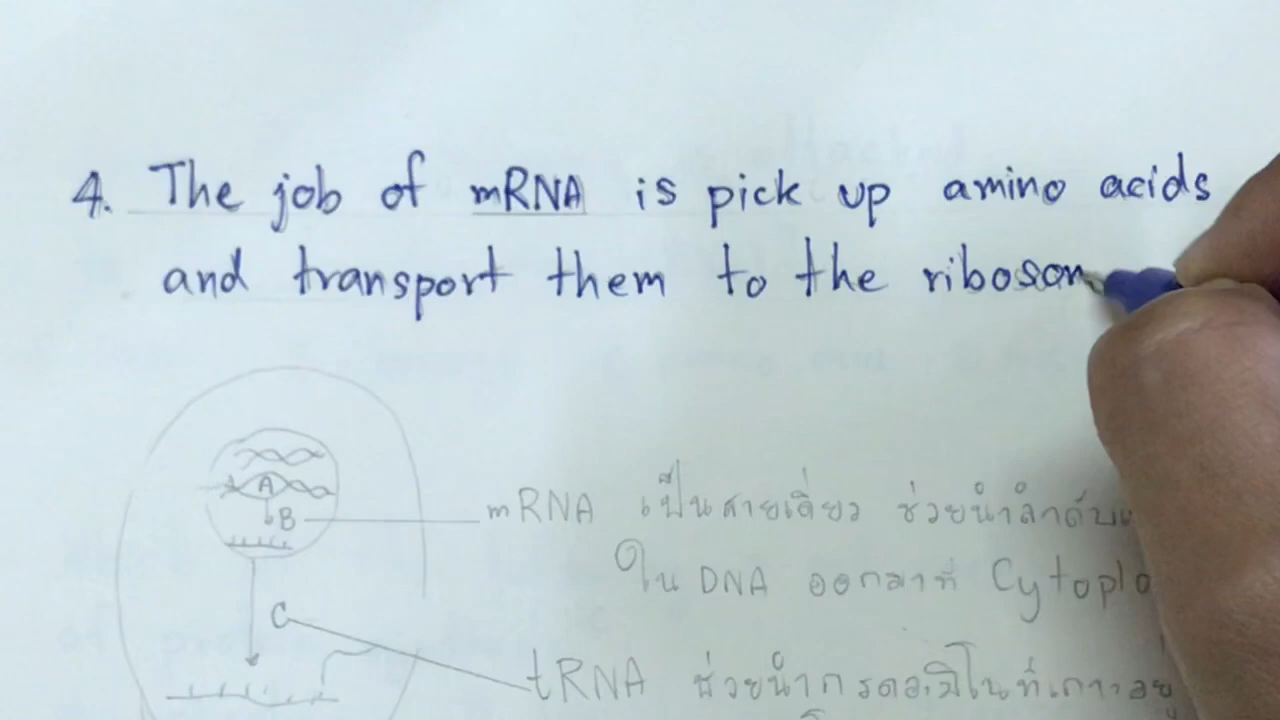 4. The job of mRNA is pick up amino acids
and transport them to the ribosom
A
B
mRNA เป็นสายเดี่ยว ช่วยนำลำดับ
ใน DNA ออกมาที่ Cytoplo
C
tRNA ช่วยนำกรดอะมิโนที่เกาะอยู่